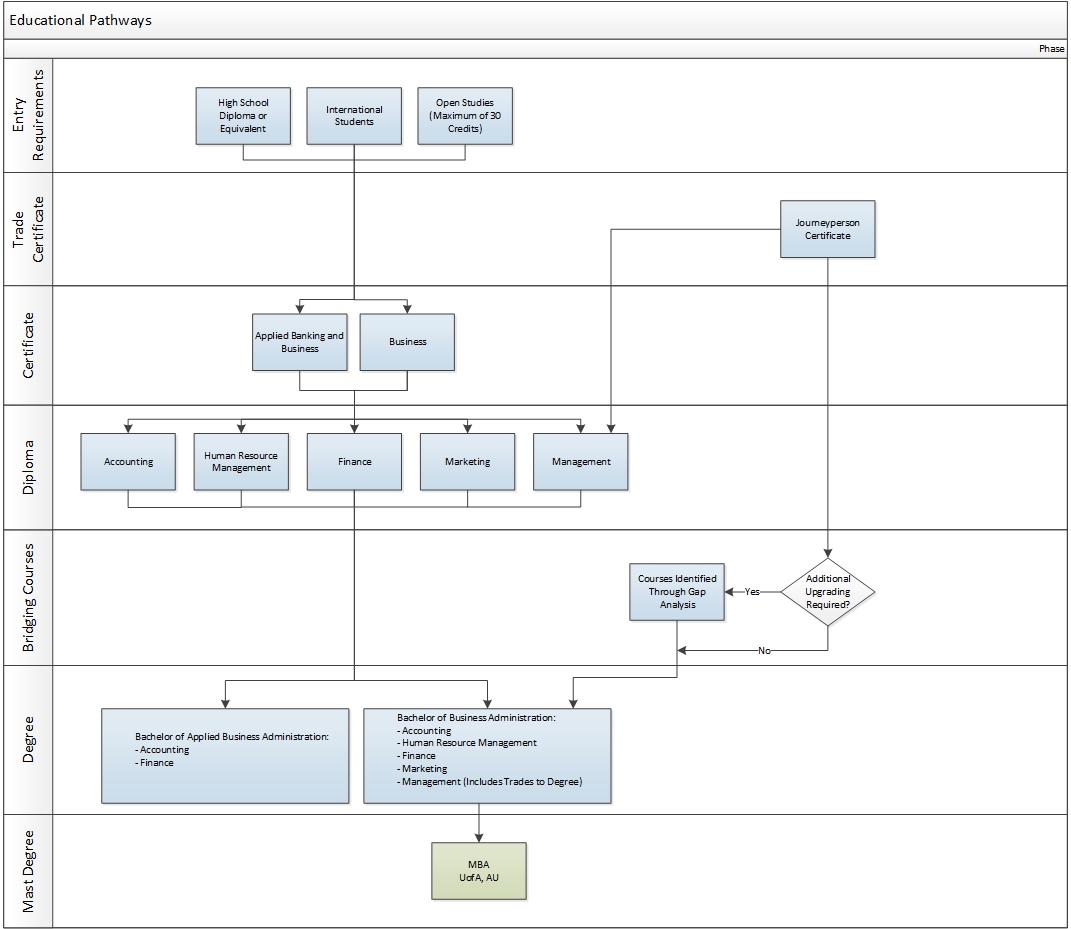 Educational Pathways
Phase
Entry
Requirements
High School
Diploma or
Equivalent
International
Students
Open Studies
(Maximum of 30
Credits)
Trade
Certificate
Journeyperson
Certificate
Certificate
Applied Banking and
Business
Business
Diploma
Accounting
Human Resource
Management
Finance
Marketing
Management
Bridging Courses
Courses Identified
Through Gap
Analysis
Yes
Additional
Upgrading
Required?
No
Degree
Bachelor of Applied Business Administration:
- Accounting
- Finance
Bachelor of Business Administration:
- Accounting
- Human Resource Management
- Finance
- Marketing
- Management (Includes Trades to Degree)
Mast Degree
MBA
UofA, AU